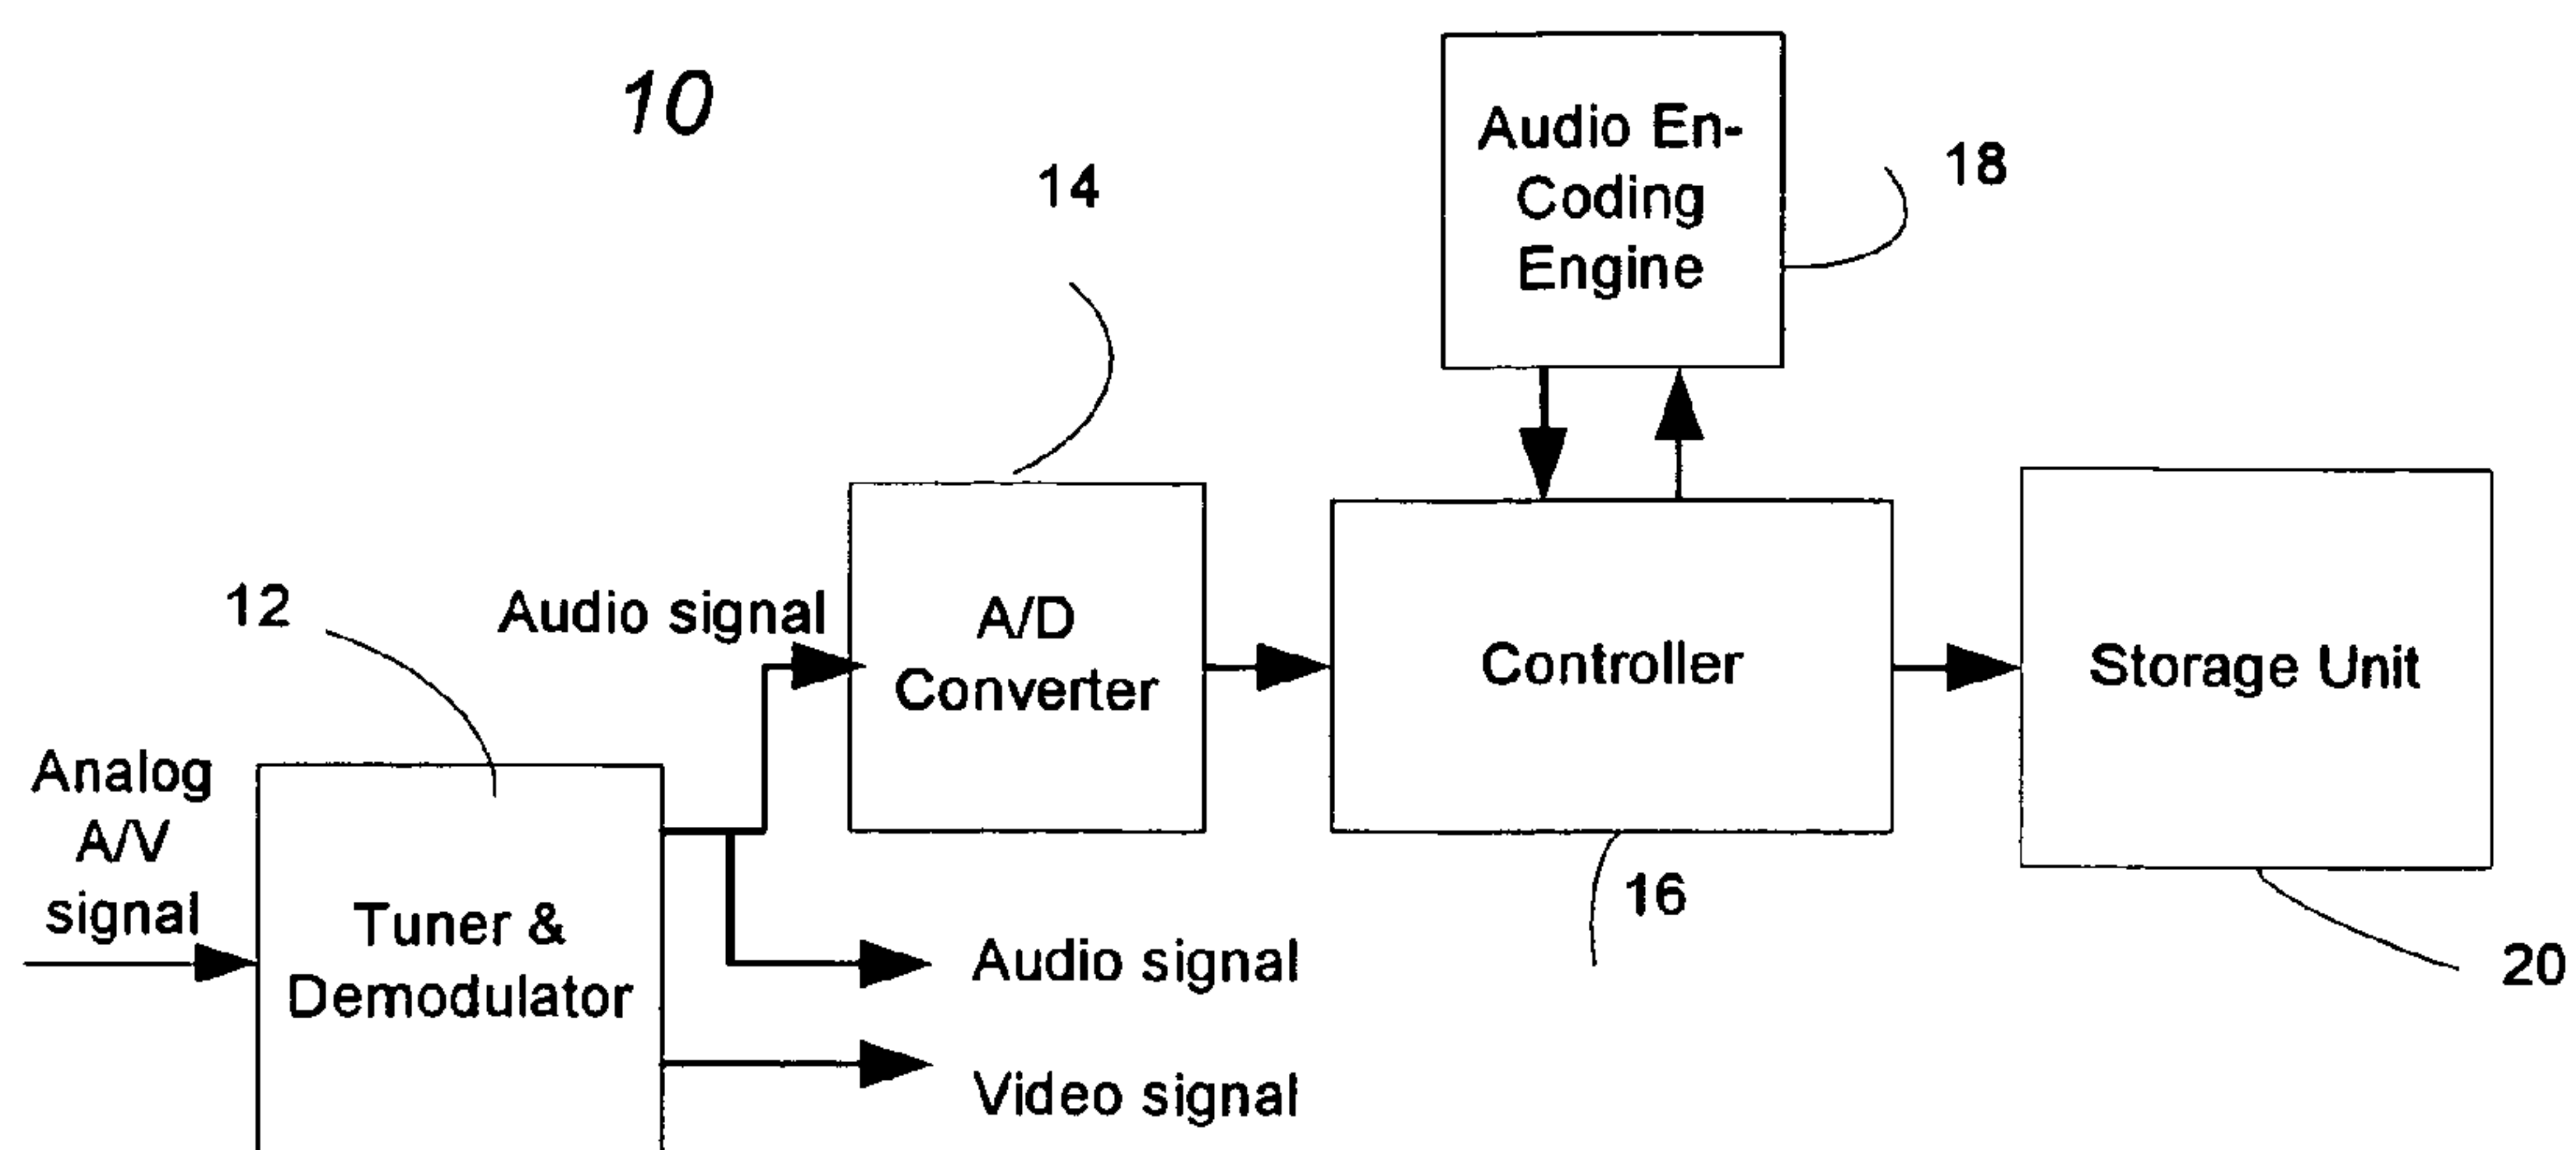 10
Audio En-
Coding
Engine
18
14
12
Audio signal
A/D
Converter
Controller
Storage Unit
Analog
A/V
signal
Tuner &
Demodulator
16
Audio signal
20
Video signal